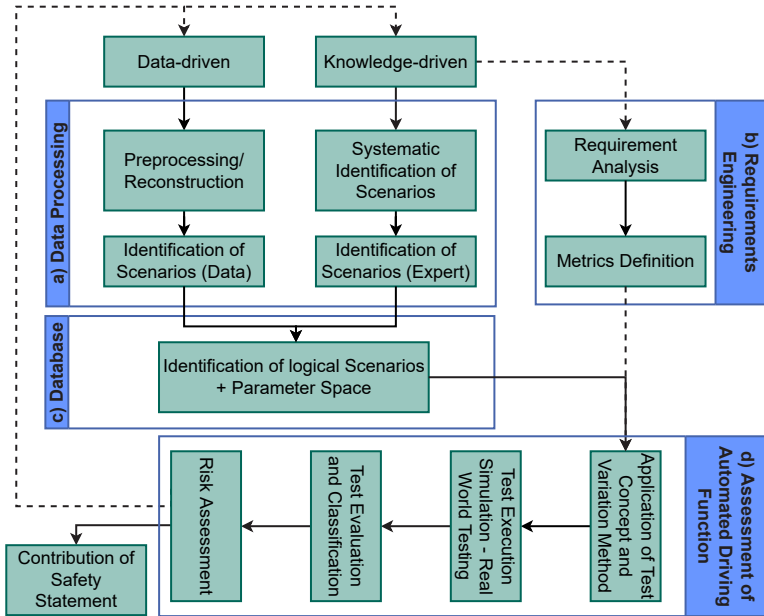 Data-driven
Knowledge-driven
a) Data Processing
Preprocessing/
Reconstruction
Systematic
Identification of
Scenarios
Identification of
Scenarios (Data)
Identification of
Scenarios (Expert)
b) Requirements
Engineering
Requirement
Analysis
Metrics Definition
c) Database
Identification of logical Scenarios
+ Parameter Space
d) Assessment of
Automated Driving
Function
Application of Test
Concept and
Variation Method
Test Execution
Simulation - Real
World Testing
Test Evaluation
and Classification
Risk Assessment
Contribution of
Safety
Statement